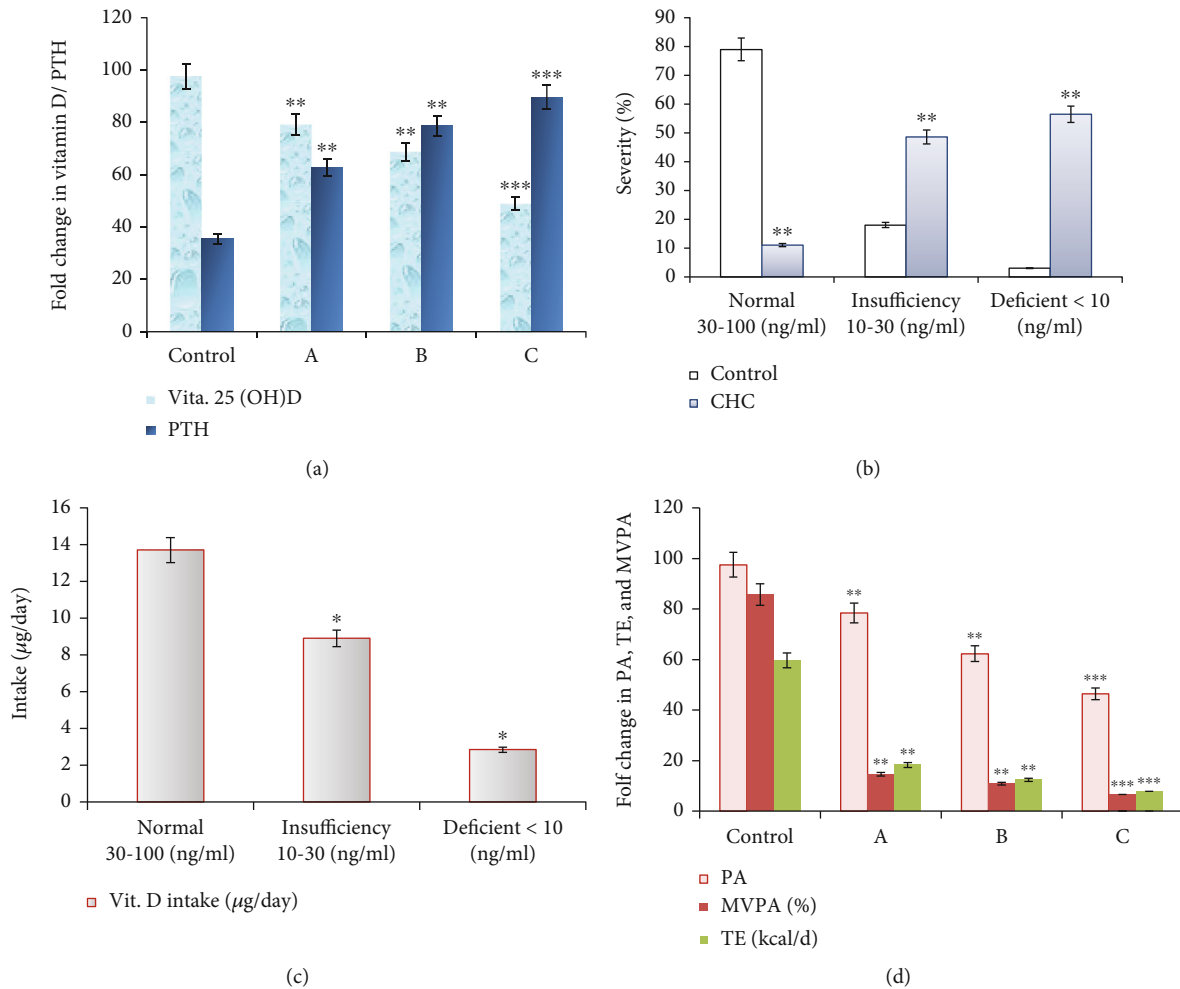 Fold change in vitamin D/ PTH
120
100
80
60
40
20
0
**
**
**
**
***
***
Control
A
B
C
Vita. 25 (OH)D
PTH
(a)
Severity (%)
90
80
70
60
50
40
30
20
10
0
**
**
**
Normal
30-100 (ng/ml)
Insufficiency
10-30 (ng/ml)
Deficient < 10
(ng/ml)
Control
CHC
(b)
Intake (μg/day)
16
14
12
10
8
6
4
2
0
*
*
Normal
30-100 (ng/ml)
Insufficiency
10-30 (ng/ml)
Deficient < 10
(ng/ml)
Vit. D intake (μg/day)
(c)
Folf change in PA, TE, and MVPA
120
100
80
60
40
20
0
**
**
**
**
**
**
***
***
***
Control
A
B
C
PA
MVPA (%)
TE (kcal/d)
(d)